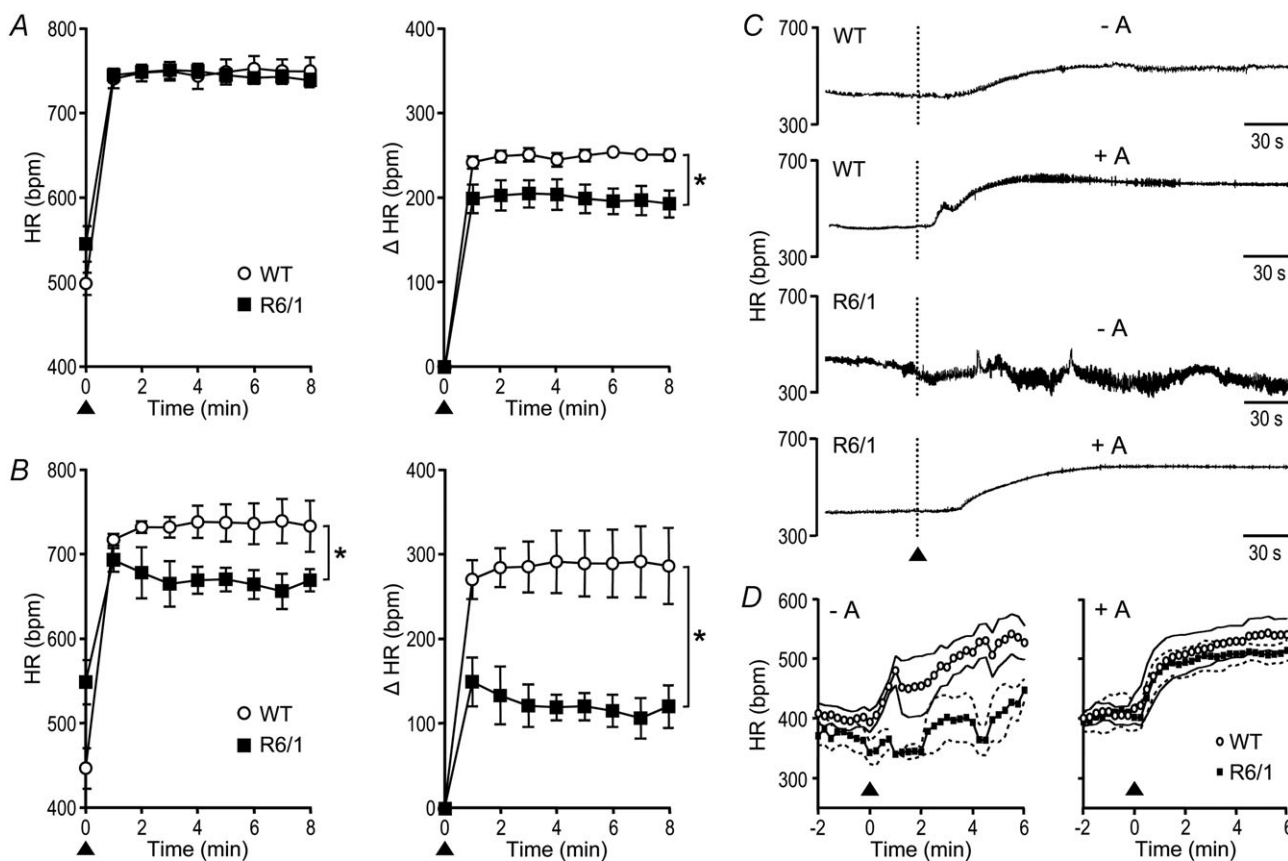 A
HR (bpm)
800
700
600
500
400
WT
R6/1
0 2 4 6 8
Time (min)
Δ HR (bpm)
400
300
200
100
0
*
0 2 4 6 8
Time (min)
B
HR (bpm)
800
700
600
500
400
*
WT
R6/1
0 2 4 6 8
Time (min)
Δ HR (bpm)
400
300
200
100
0
*
0 2 4 6 8
Time (min)
C
HR (bpm)
700
WT
- A
300
30 s
700
WT
+ A
300
30 s
700
R6/1
- A
300
30 s
700
R6/1
+ A
300
30 s
D
HR (bpm)
600
500
400
300
- A
-2 0 2 4 6
Time (min)
+ A
WT
R6/1
-2 0 2 4 6
Time (min)